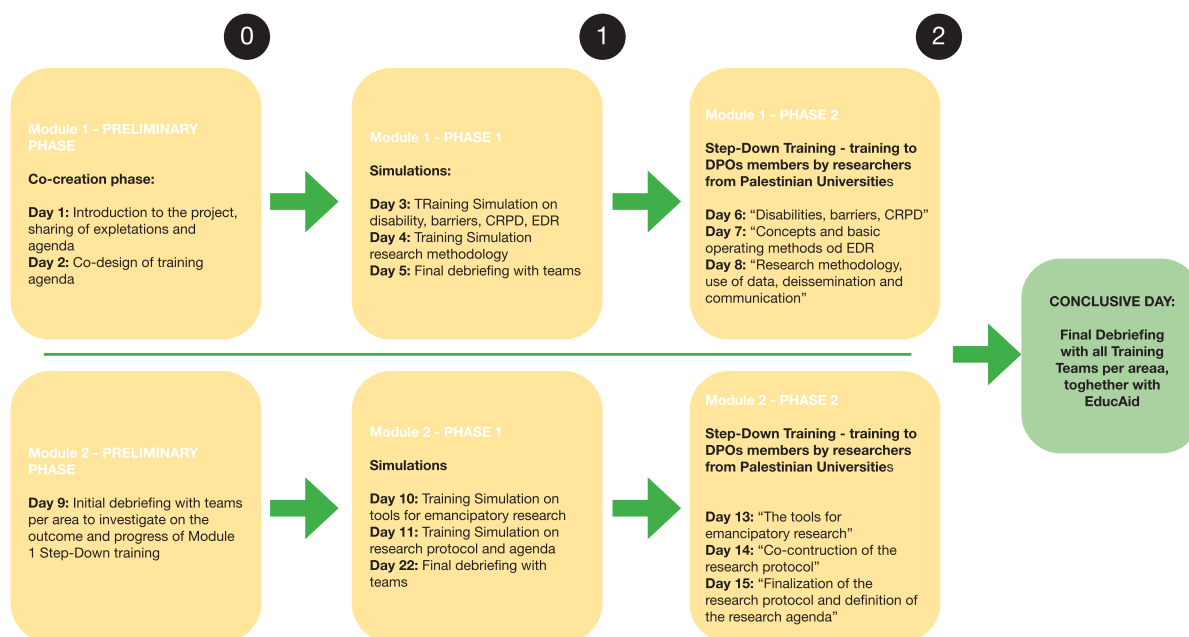 0
1
2
Module 1 - PRELIMINARY
PHASE
Co-creation phase:
Day 1: Introduction to the project,
sharing of expletations and
agenda
Day 2: Co-design of training
agenda
Module 1 - PHASE 1
Simulations:
Day 3: TRaining Simulation on
disability, barriers, CRPD, EDR
Day 4: Training Simulation
research methodology
Day 5: Final debriefing with teams
Module 1 - PHASE 2
Step-Down Training - training to
DPOs members by researchers
from Palestinian Universities
Day 6: “Disabilities, barriers, CRPD”
Day 7: “Concepts and basic
operating methods od EDR
Day 8: “Research methodology,
use of data, deissemination and
communication”
Module 2 - PRELIMINARY
PHASE
Day 9: Initial debriefing with teams
per area to investigate on the
outcome and progress of Module
1 Step-Down training
Module 2 - PHASE 1
Simulations
Day 10: Training Simulation on
tools for emancipatory research
Day 11: Training Simulation on
research protocol and agenda
Day 22: Final debriefing with
teams
Module 2 - PHASE 2
Step-Down Training - training to
DPOs members by researchers
from Palestinian Universities
Day 13: “The tools for
emancipatory research”
Day 14: “Co-contruction of the
research protocol”
Day 15: “Finalization of the
research protocol and definition of
the research agenda”
CONCLUSIVE DAY:
Final Debriefing
with all Training
Teams per areaa,
toghether with
EducAid